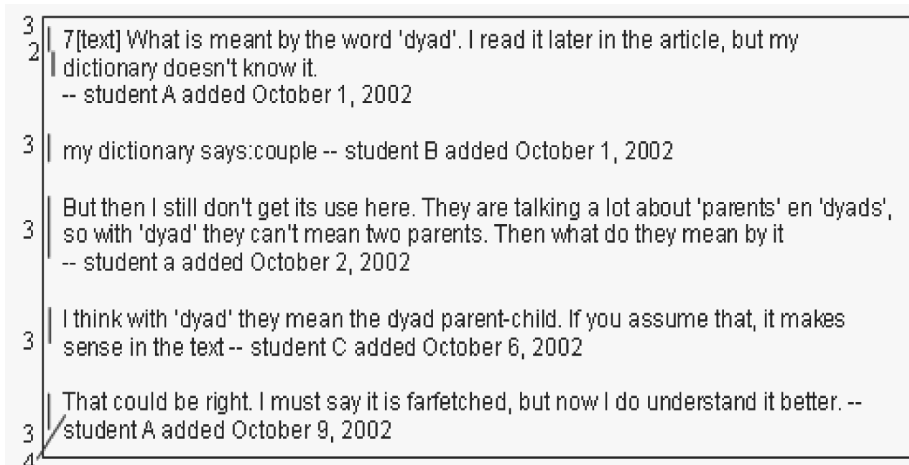 3
7[text] What is meant by the word 'dyad'. I read it later in the article, but my
2
dictionary doesn't know it.
-- student A added October 1, 2002
3 my dictionary says:couple -- student B added October 1, 2002
But then I still don't get its use here. They are talking a lot about 'parents' en 'dyads',
3 so with 'dyad' they can't mean two parents. Then what do they mean by it
-- student a added October 2, 2002
I think with 'dyad' they mean the dyad parent-child. If you assume that, it makes
3 sense in the text -- student C added October 6, 2002
That could be right. I must say it is farfetched, but now I do understand it better. --
3 student A added October 9, 2002
4